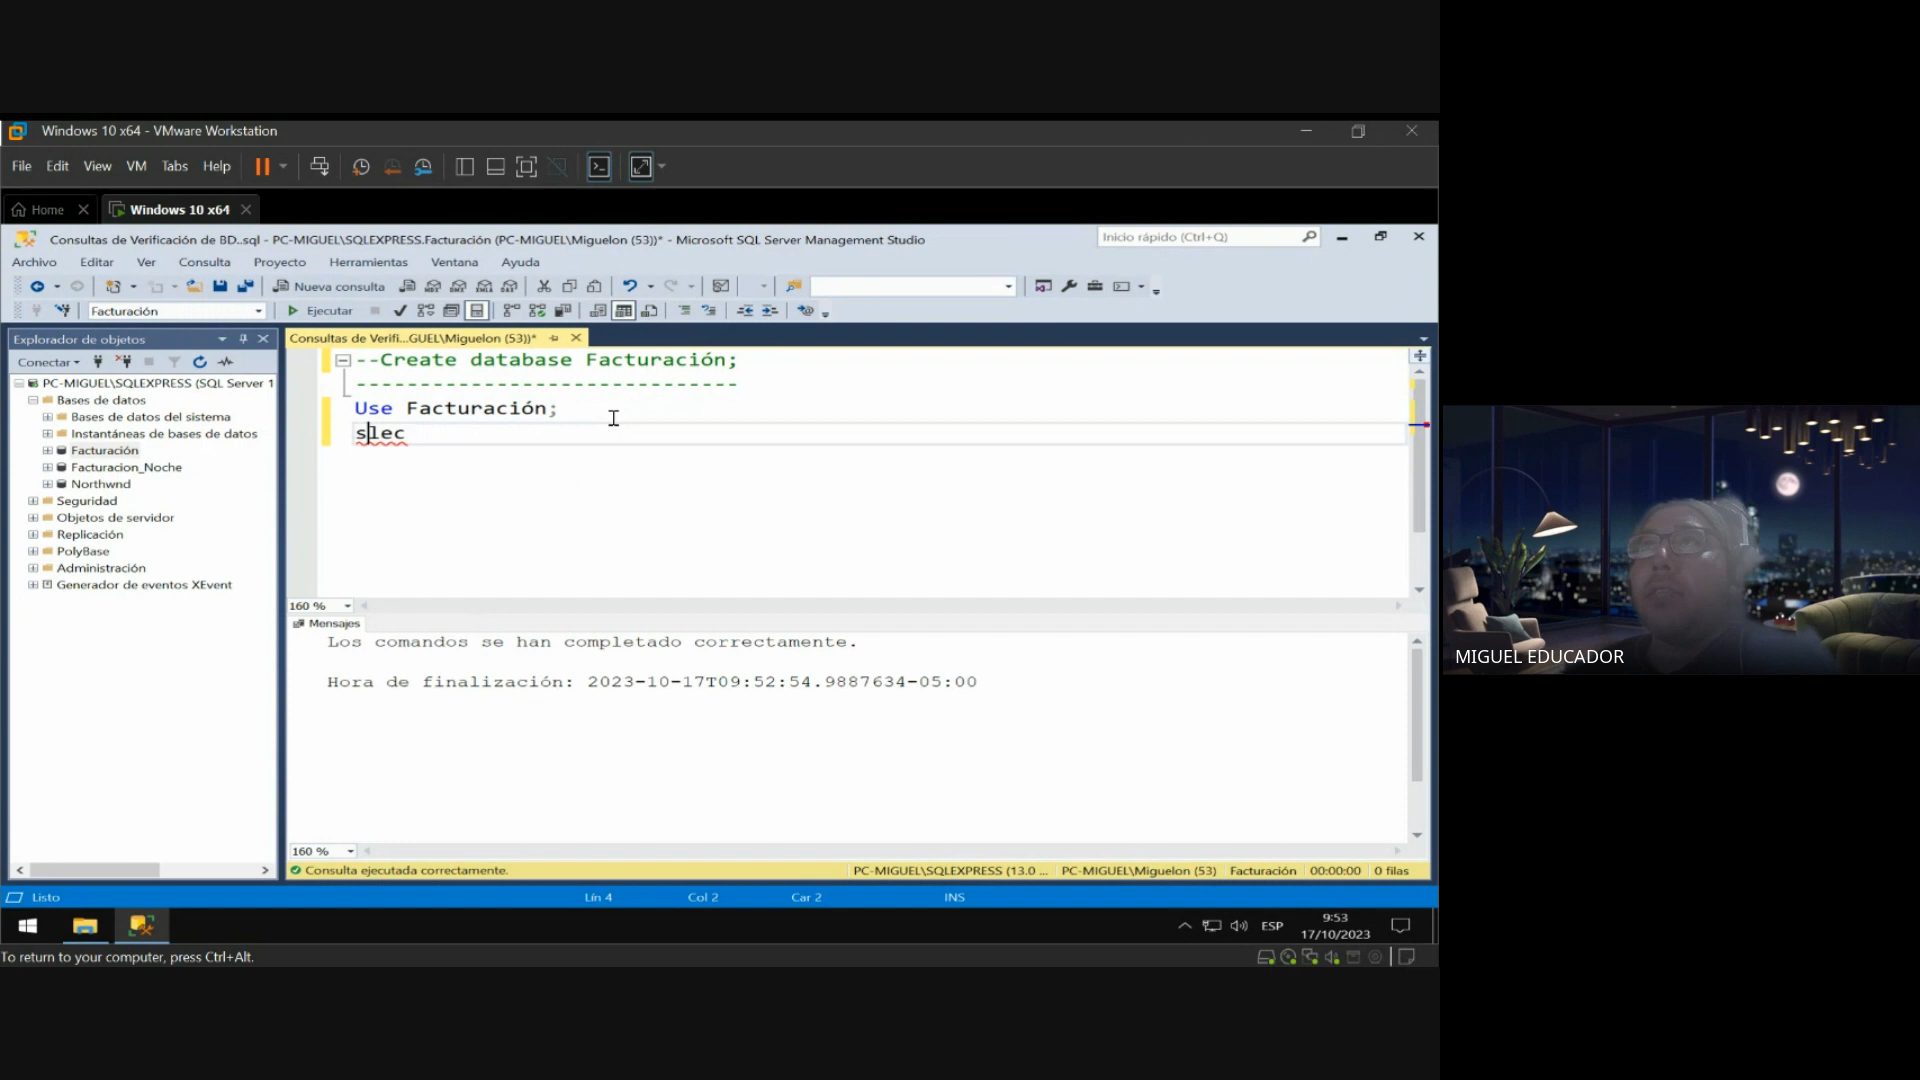 Windows 10 x64 - VMware Workstation
File Edit View VM Tabs Help
Home Windows 10 x64
Consultas de Verificación de BD..sql - PC-MIGUEL\SQLEXPRESS.Facturación (PC-MIGUEL\Miguelon (53))* - Microsoft SQL Server Management Studio
Inicio rápido (Ctrl+Q)
Archivo Editar Ver Consulta Proyecto Herramientas Ventana Ayuda
Nueva consulta
Facturación Ejecutar
Explorador de objetos
Consultas de Verifi...GUEL\Miguelon (53))*
Conectar
PC-MIGUEL\SQLEXPRESS (SQL Server 1
Bases de datos
Bases de datos del sistema
Instantáneas de bases de datos
Facturación
Facturacion_Noche
Northwnd
Seguridad
Objetos de servidor
Replicación
PolyBase
Administración
Generador de eventos XEvent
--Create database Facturación;
------------------------------
Use Facturación;
slec
160 %
Mensajes
Los comandos se han completado correctamente.
Hora de finalización: 2023-10-17T09:52:54.9887634-05:00
160 %
Consulta ejecutada correctamente. PC-MIGUEL\SQLEXPRESS (13.0 ... PC-MIGUEL\Miguelon (53) Facturación 00:00:00 0 filas
Listo Lín 4 Col 2 Car 2 INS
ESP
9:53
17/10/2023
To return to your computer, press Ctrl+Alt.
MIGUEL EDUCADOR